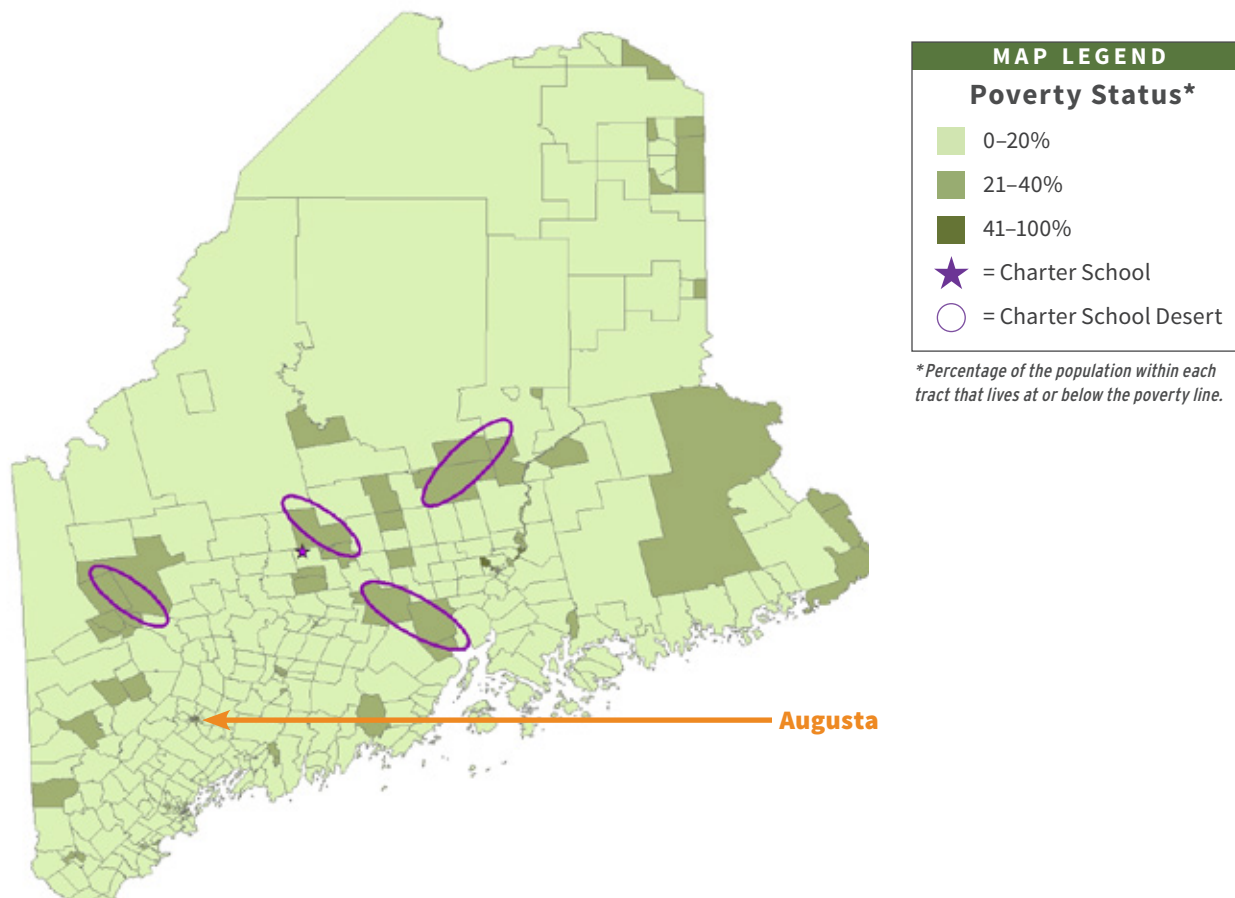 MAP LEGEND
Poverty Status*
0–20%
21–40%
41–100%
= Charter School
= Charter School Desert
*Percentage of the population within each
tract that lives at or below the poverty line.
Augusta